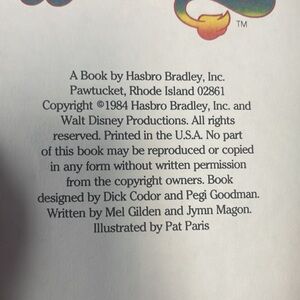 TM
A Book by Hasbro Bradley, Inc.
Pawtucket, Rhode Island 02861
Copyright ©1984 Hasbro Bradley, Inc. and
Walt Disney Productions. All rights
reserved. Printed in the U.S.A. No part
of this book may be reproduced or copied
in any form without written permission
from the copyright owners. Book
designed by Dick Codor and Pegi Goodman.
Written by Mel Gilden and Jymn Magon.
Illustrated by Pat Paris